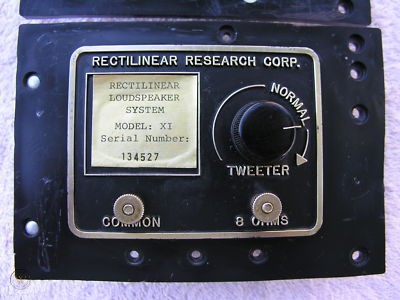 RECTILINEAR RESEARCH CORP.
RECTILINEAR
LOUDSPEAKER
SYSTEM
MODEL: XI
Serial Number:
134527
NORMAL
TWEETER
COMMON
8 OHMS